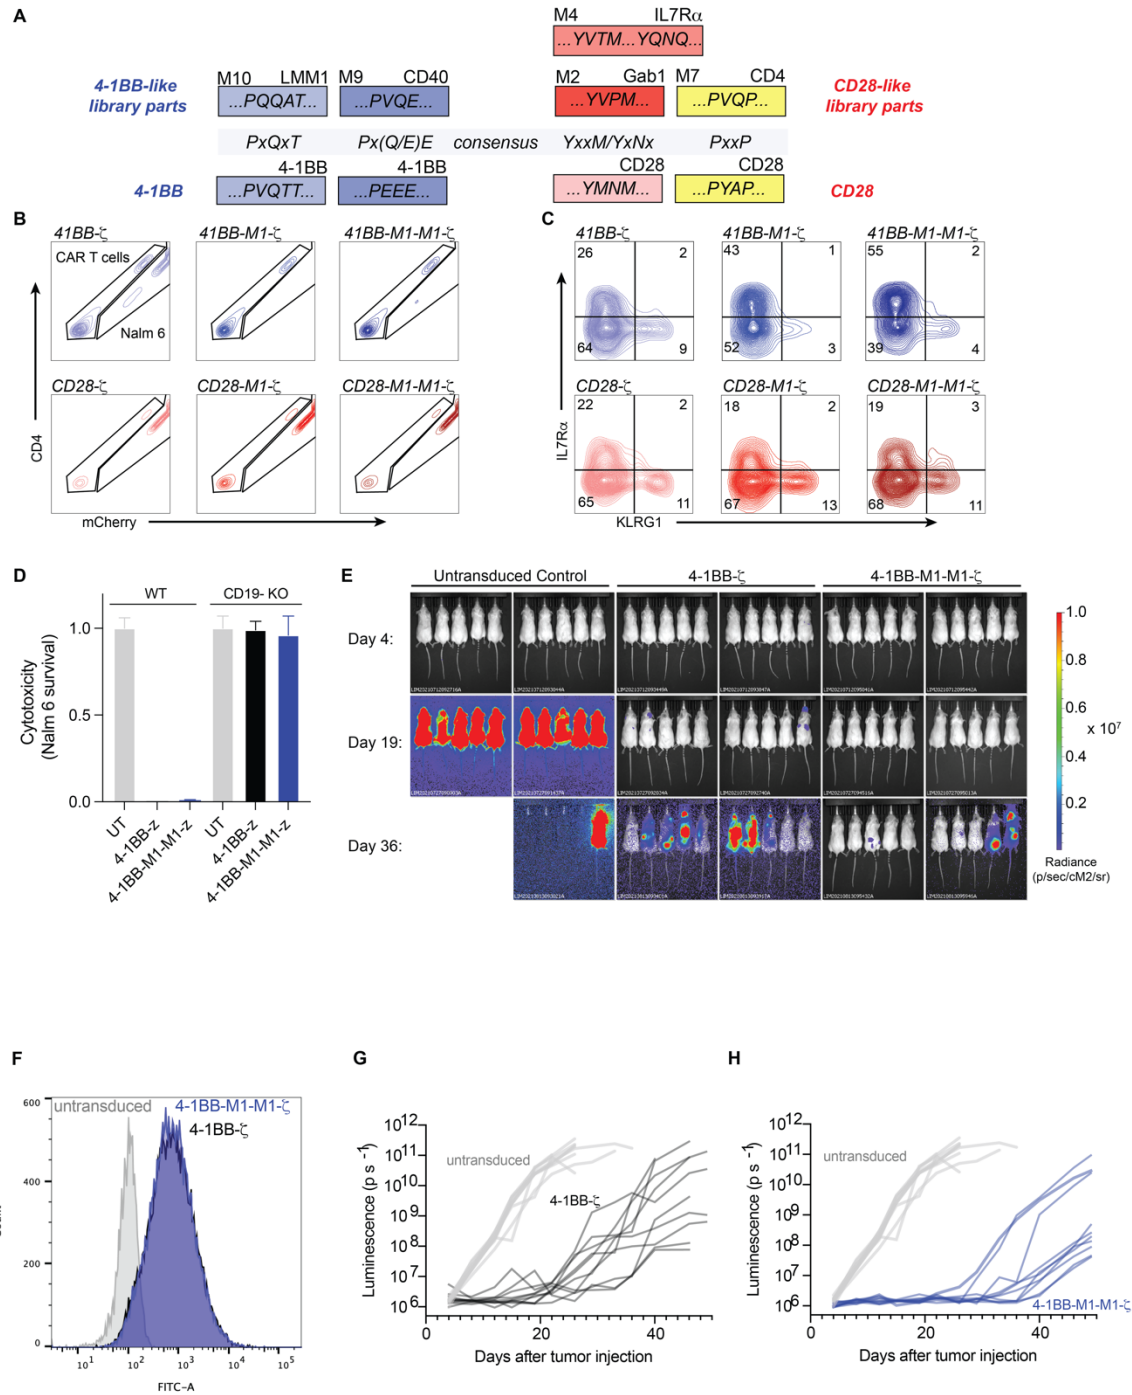 A
M4 IL7Rα
...YVTM...YQNQ...
4-1BB-like library parts
M10 LMM1
...PQQAT...
M9 CD40
...PVQE...
M2 Gab1
...YVPM...
M7 CD4
...PVQP...
CD28-like library parts
PxQxT Px(Q/E)E consensus YxxM/YxNx PxxP
4-1BB
4-1BB
...PVQTT...
4-1BB
...PEEE...
CD28
...YMNM...
CD28
...PYAP...
CD28
B
41BB-ζ 41BB-M1-ζ 41BB-M1-M1-ζ
CAR T cells
Nalm 6
CD28-ζ CD28-M1-ζ CD28-M1-M1-ζ
CD4
mCherry
C
41BB-ζ 41BB-M1-ζ 41BB-M1-M1-ζ
26 2 43 1 55 2
64 9 52 3 39 4
CD28-ζ CD28-M1-ζ CD28-M1-M1-ζ
22 2 18 2 19 3
65 11 67 13 68 11
IL7Rα
KLRG1
D
WT CD19- KO
Cytotoxicity
(Nalm 6 survival)
1.0
0.5
0.0
UT
4-1BB-z
4-1BB-M1-M1-z
UT
4-1BB-z
4-1BB-M1-M1-z
E
Untransduced Control 4-1BB-ζ 4-1BB-M1-M1-ζ
Day 4:
Day 19:
Day 36:
1.0
0.8
0.6
x 10⁷
0.4
0.2
Radiance
(p/sec/cM2/sr)
F
untransduced
4-1BB-M1-M1-ζ
4-1BB-ζ
600
400
200
0
10¹ 10² 10³ 10⁴ 10⁵
FITC-A
G
Luminescence (p s ⁻¹)
10¹²
10¹¹
10¹⁰
10⁹
10⁸
10⁷
10⁶
untransduced
4-1BB-ζ
0 20 40
Days after tumor injection
H
Luminescence (p s ⁻¹)
10¹²
10¹¹
10¹⁰
10⁹
10⁸
10⁷
10⁶
untransduced
4-1BB-M1-M1-ζ
0 20 40
Days after tumor injection